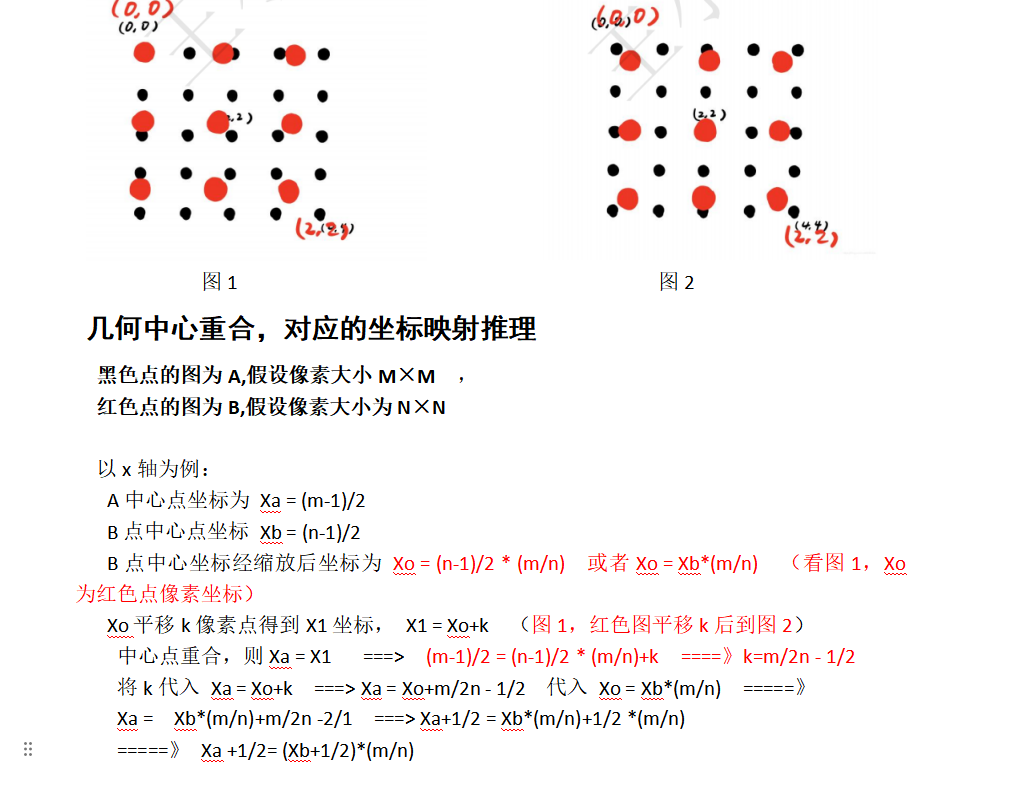 (0,0)
(0,0)
(0,0)
(2,2)
(2,2)
(4,4)
(2,2)
图 1
图 2
几何中心重合，对应的坐标映射推理
黑色点的图为 A,假设像素大小 M×M ，
红色点的图为 B,假设像素大小为 N×N
以 x 轴为例：
A 中心点坐标为 Xa = (m-1)/2
B 点中心点坐标 Xb = (n-1)/2
B 点中心坐标经缩放后坐标为 Xo = (n-1)/2 * (m/n) 或者 Xo = Xb*(m/n) （看图 1，Xo
为红色点像素坐标）
Xo 平移 k 像素点得到 X1 坐标， X1 = Xo+k （图 1，红色图平移 k 后到图 2）
中心点重合，则 Xa = X1 ===> (m-1)/2 = (n-1)/2 * (m/n)+k ====》k=m/2n - 1/2
将 k 代入 Xa = Xo+k ===> Xa = Xo+m/2n - 1/2 代入 Xo = Xb*(m/n) =====》
Xa = Xb*(m/n)+m/2n -2/1 ===> Xa+1/2 = Xb*(m/n)+1/2 *(m/n)
=====》 Xa +1/2= (Xb+1/2)*(m/n)